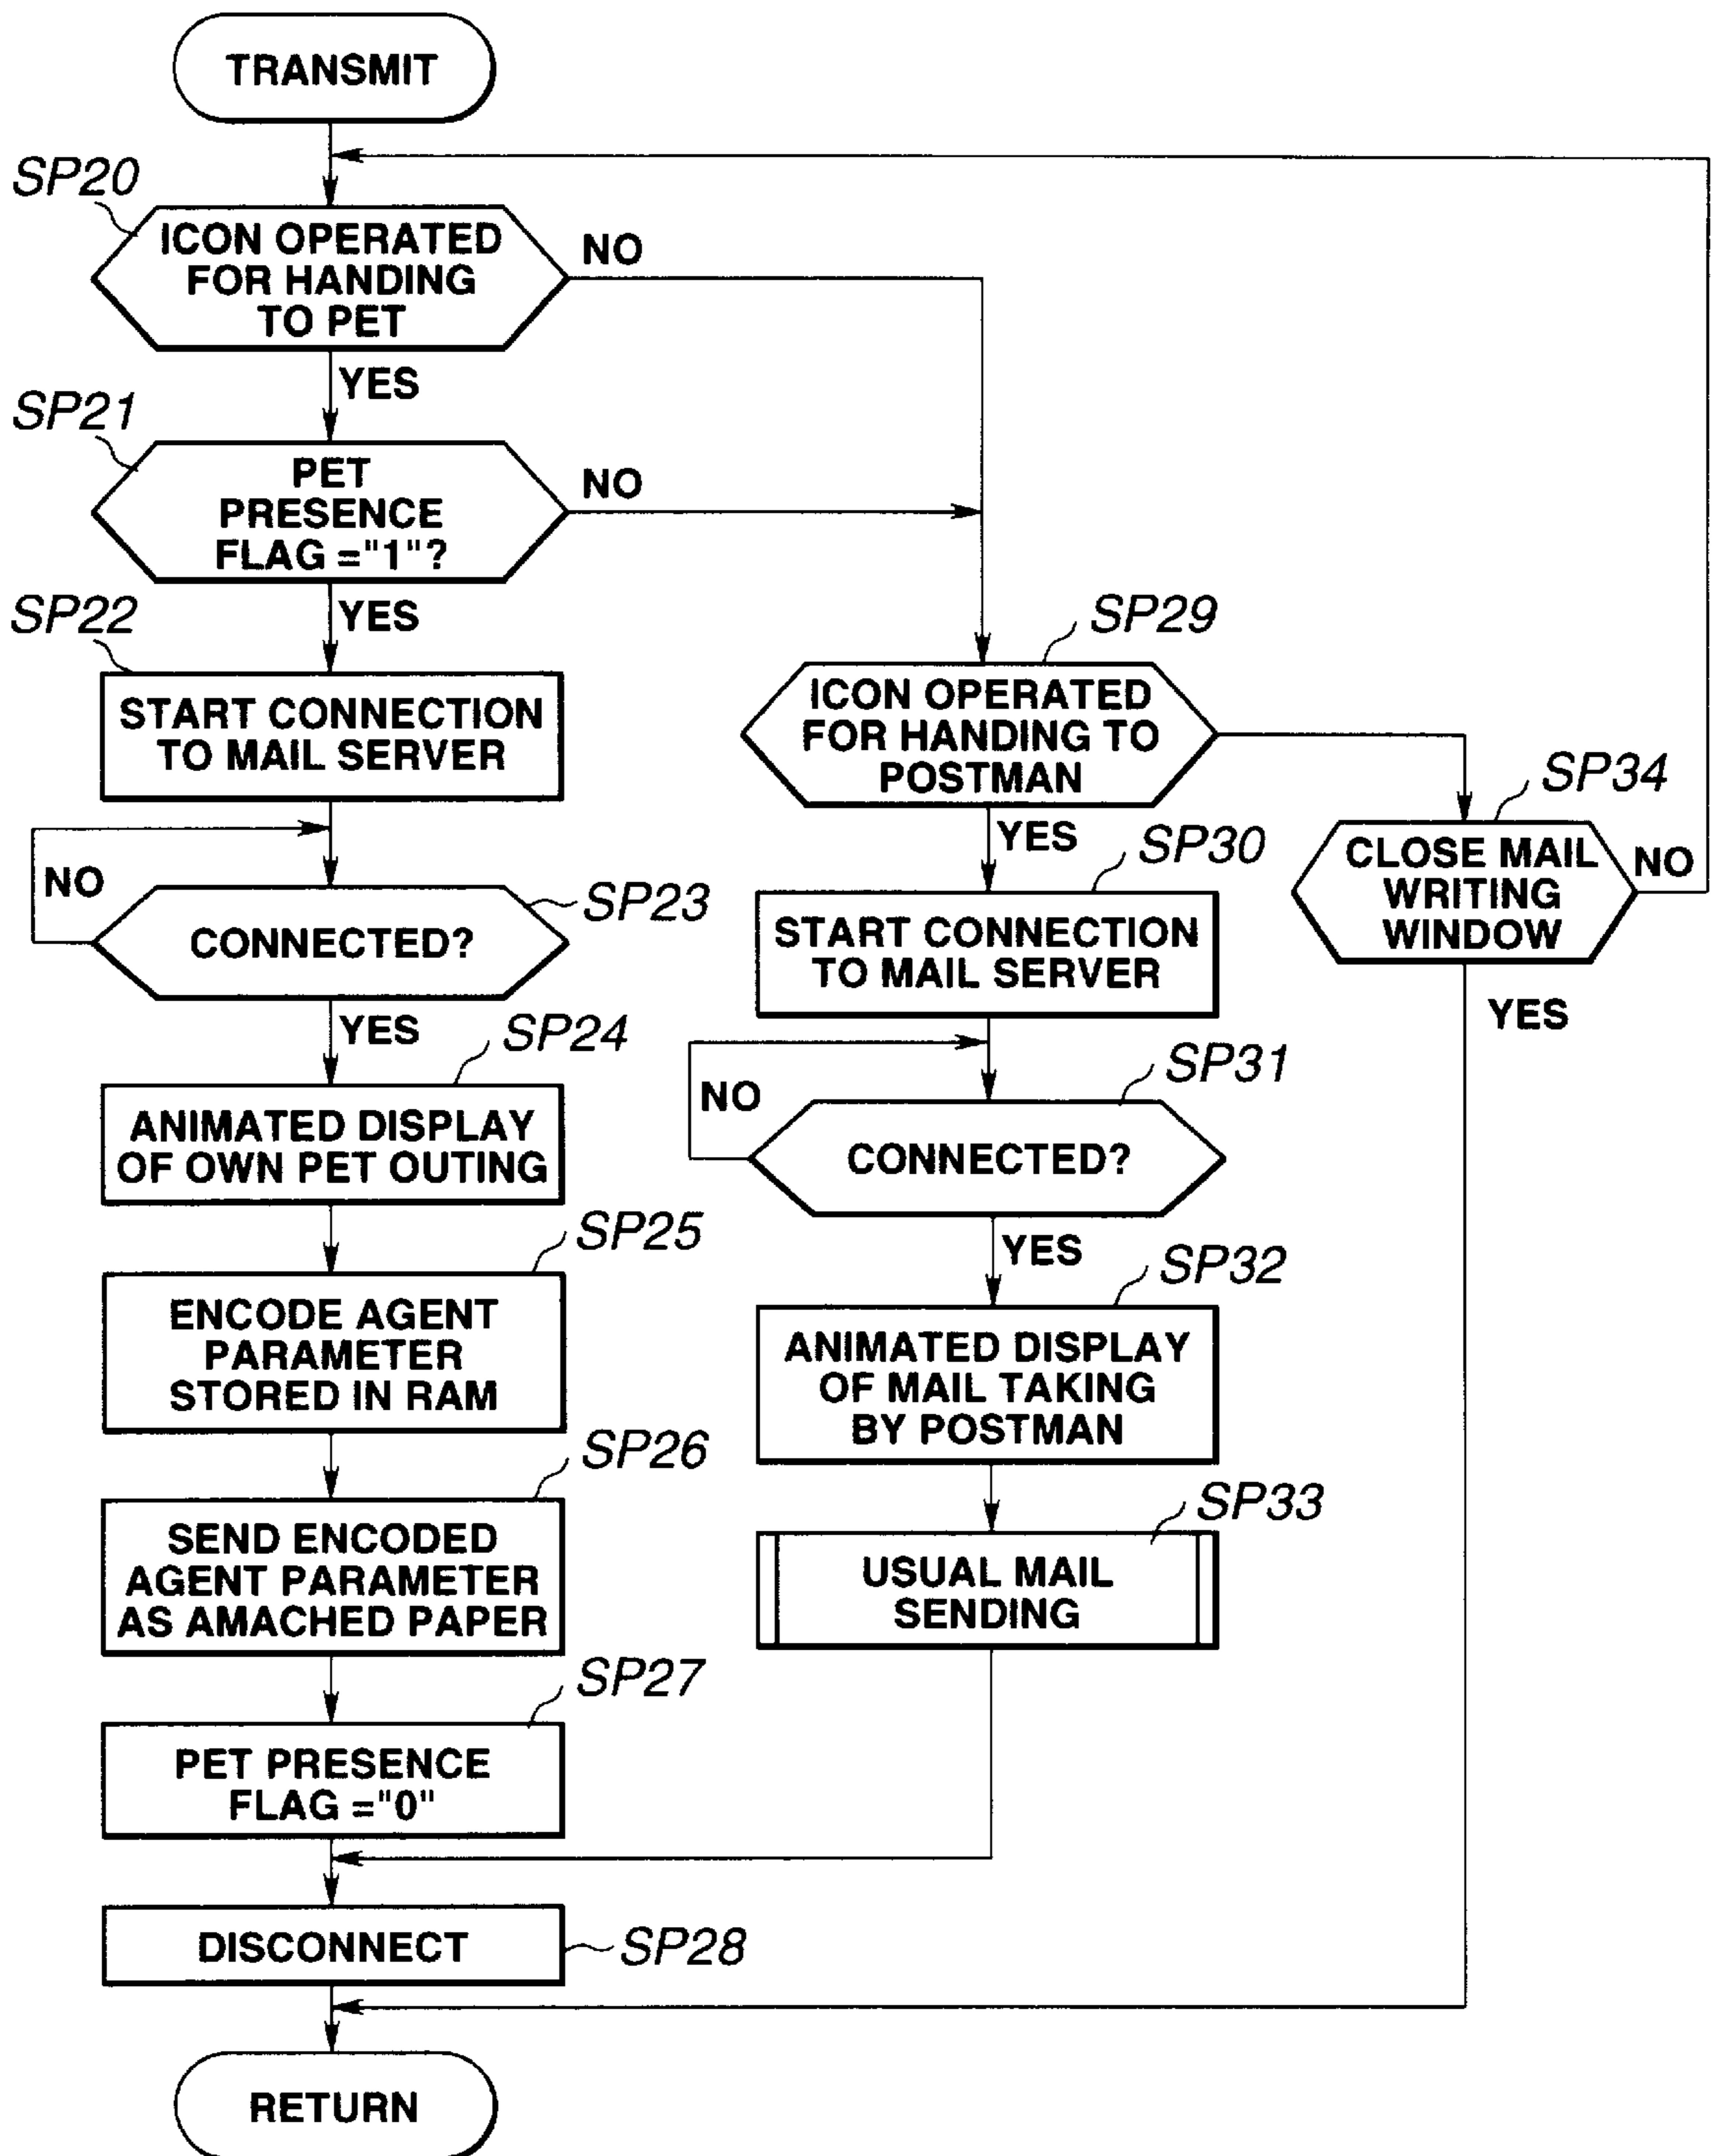 TRANSMIT
SP20
ICON OPERATED
FOR HANDING
TO PET
NO
YES
SP21
PET
PRESENCE
FLAG ="1"?
NO
YES
SP22
START CONNECTION
TO MAIL SERVER
NO
CONNECTED?
SP23
YES
SP24
ANIMATED DISPLAY
OF OWN PET OUTING
SP25
ENCODE AGENT
PARAMETER
STORED IN RAM
SP26
SEND ENCODED
AGENT PARAMETER
AS AMACHED PAPER
SP27
PET PRESENCE
FLAG ="0"
DISCONNECT
SP28
RETURN
SP29
ICON OPERATED
FOR HANDING TO
POSTMAN
YES
SP30
START CONNECTION
TO MAIL SERVER
SP31
NO
CONNECTED?
YES
SP32
ANIMATED DISPLAY
OF MAIL TAKING
BY POSTMAN
SP33
USUAL MAIL
SENDING
SP34
CLOSE MAIL
WRITING
WINDOW
NO
YES